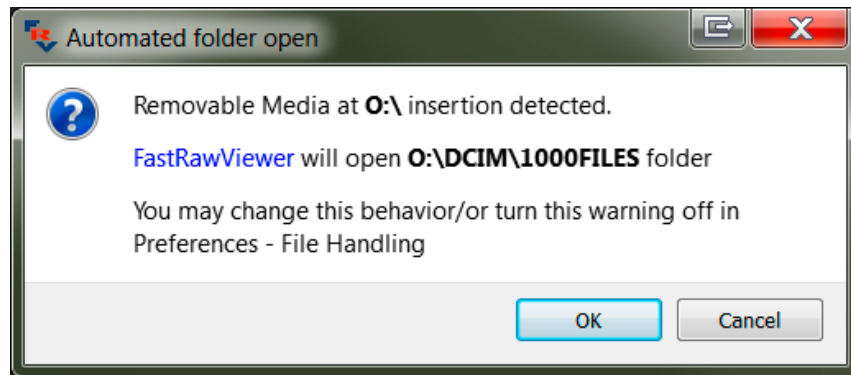 Automated folder open
Removable Media at O:\ insertion detected.
FastRawViewer will open O:\DCIM\1000FILES folder
You may change this behavior/or turn this warning off in
Preferences - File Handling
OK
Cancel